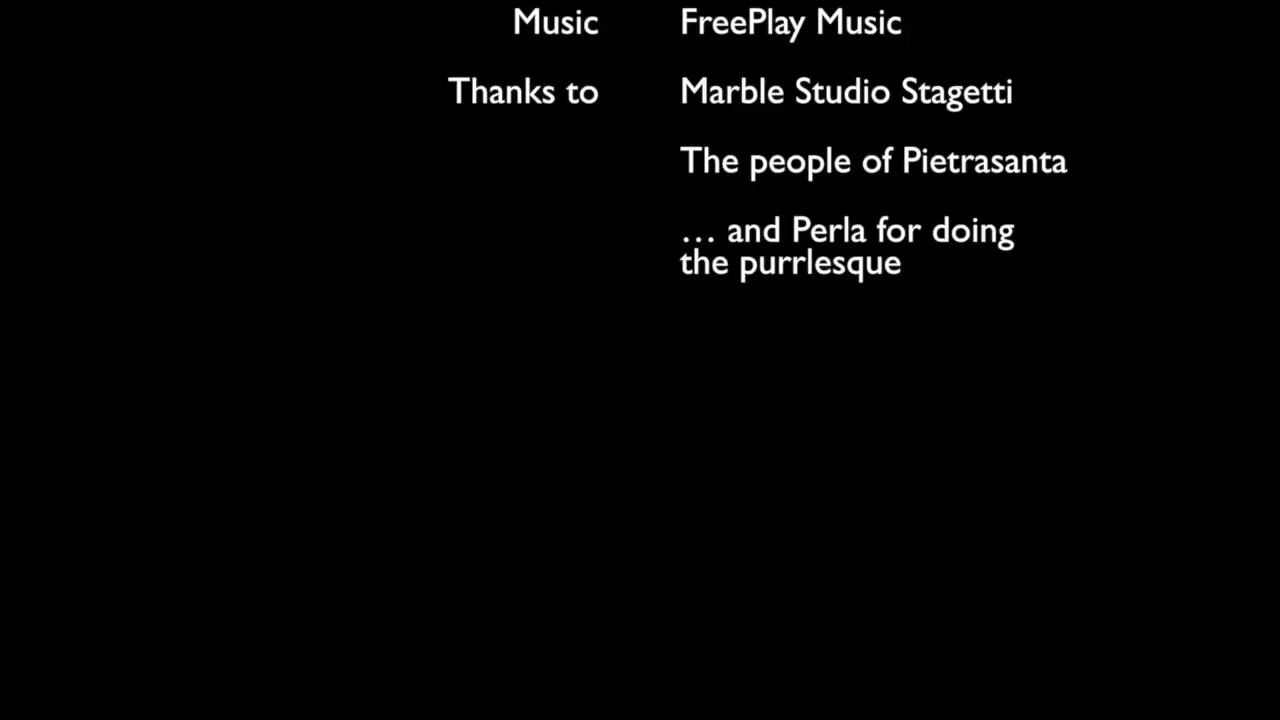 Music FreePlay Music
Thanks to Marble Studio Stagetti
The people of Pietrasanta
… and Perla for doing
the purrlesque